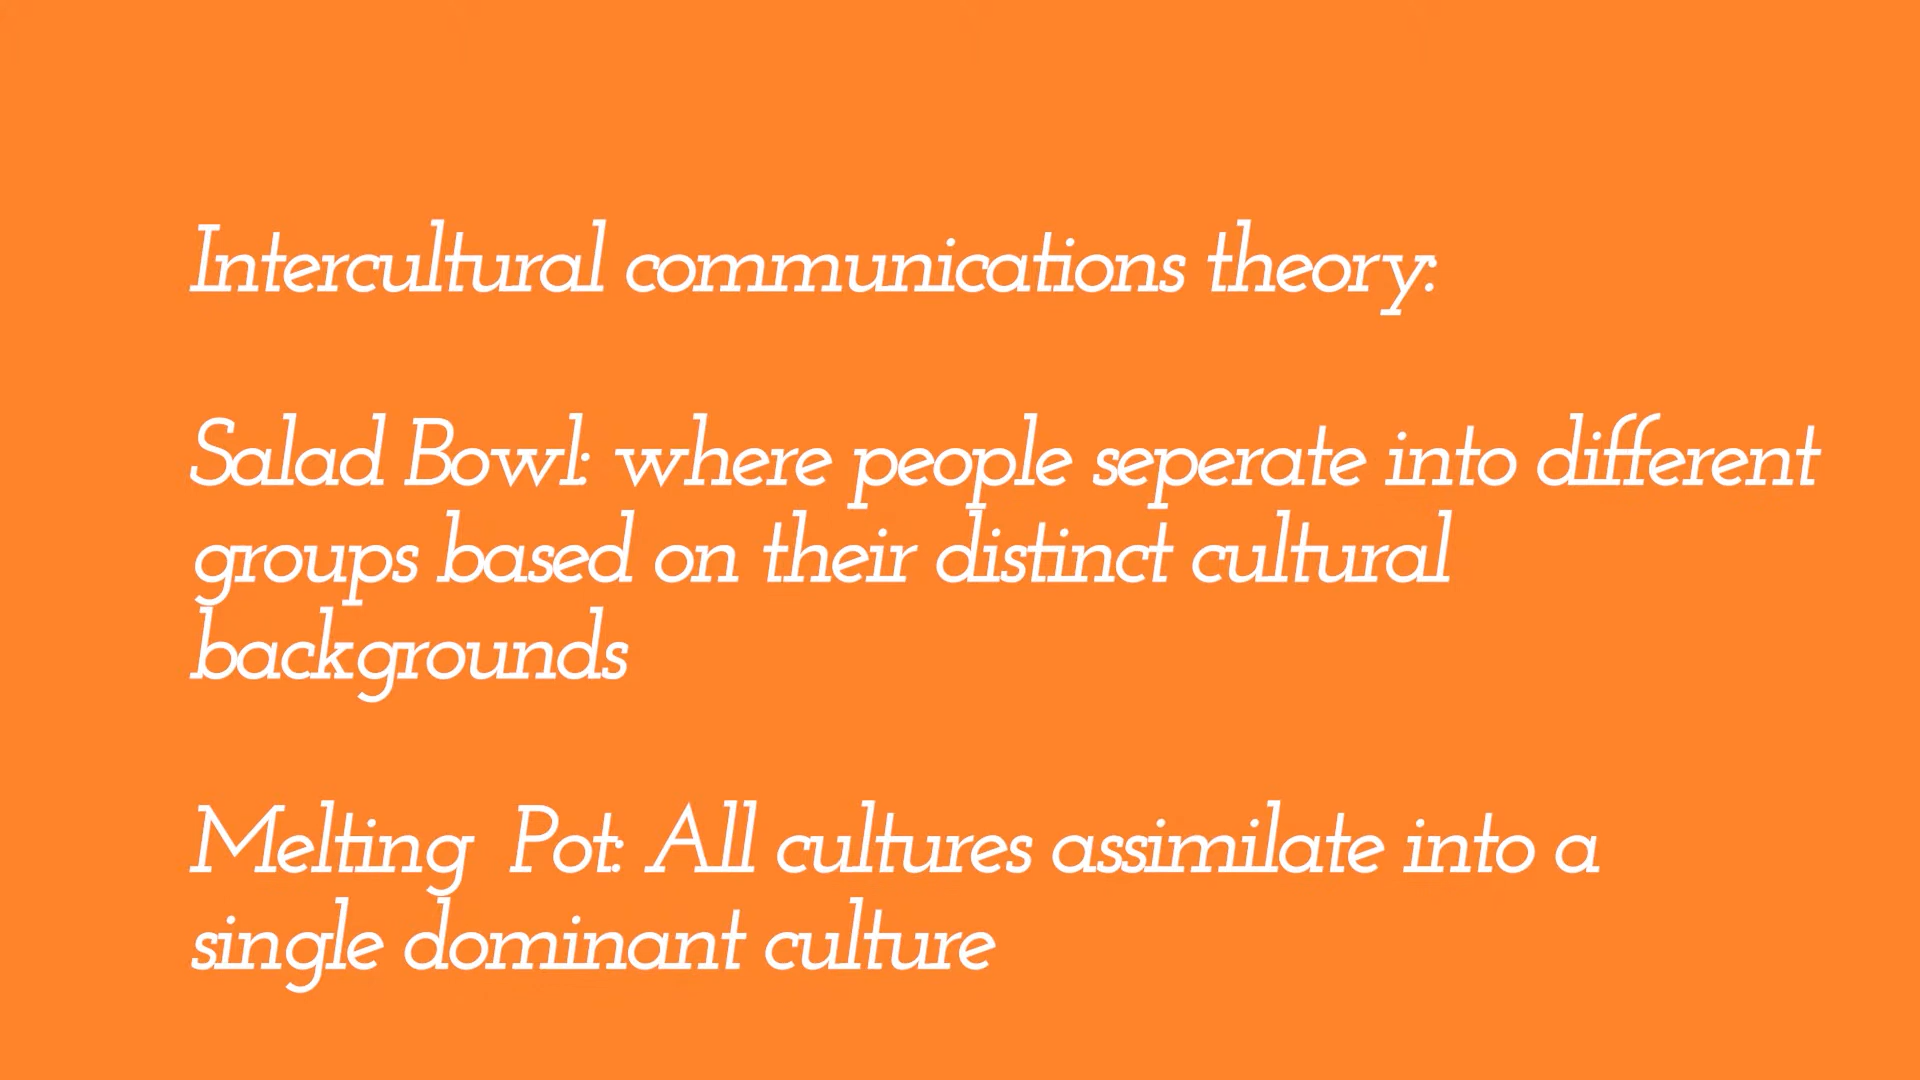 Intercultural communications theory:
Salad Bowl: where people seperate into different
groups based on their distinct cultural
backgrounds
Melting  Pot: All cultures assimilate into a
single dominant culture